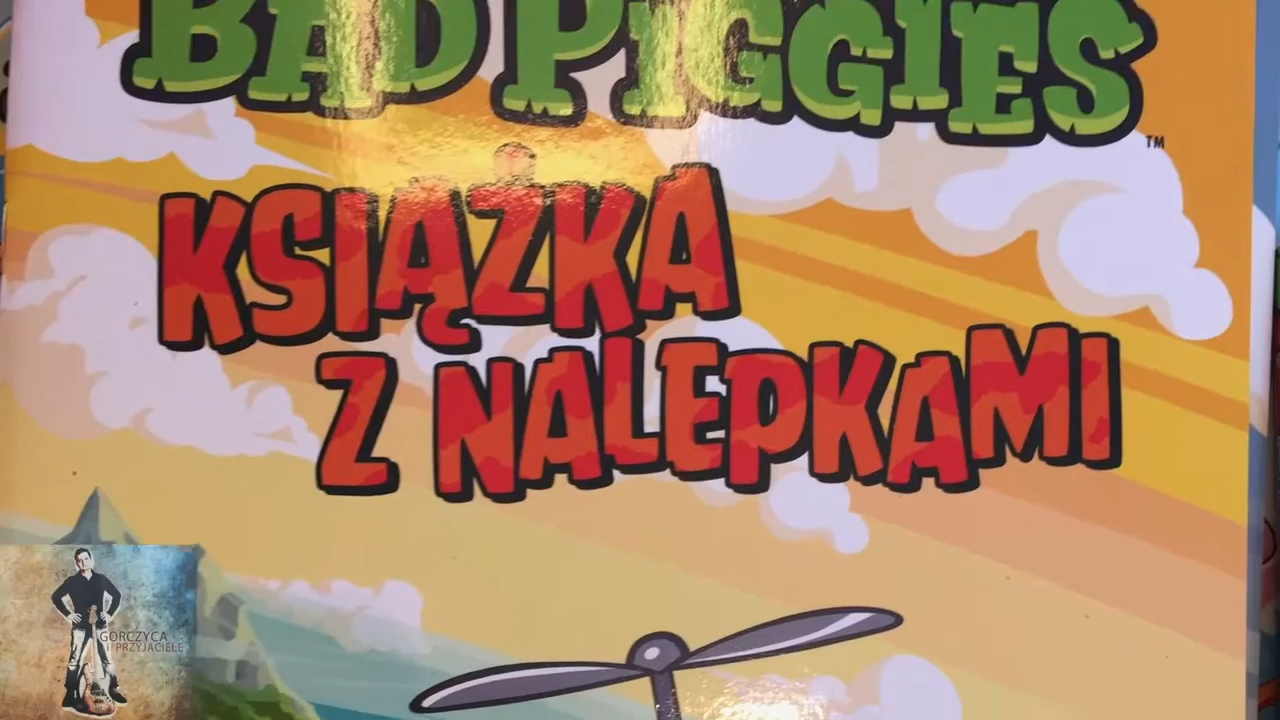 BAD PIGGIES
TM
KSIĄŻKA
Z NALEPKAMI
GORCZYCA
i PRZYJACIELE